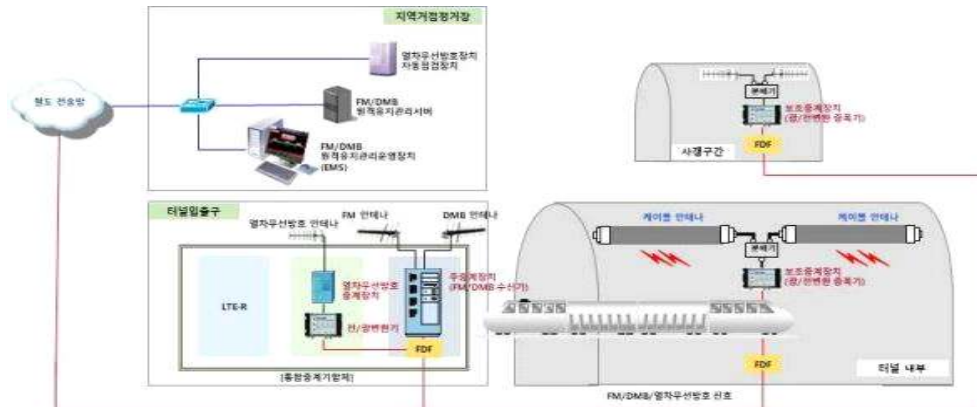 지역거점정거장
열차무선방호장치
자동점검장치
철도 전송망
FM/DMB
원격유지관리서버
FM/DMB
원격유지관리운영장치
(EMS)
분배기
보조중계장치
(광/전변환 증폭기)
FDF
사갱구간
터널입출구
열차무선방호 안테나
FM 안테나
DMB 안테나
LTE-R
열차무선방호
중계장치
주중계장치
(FM/DMB 수신기)
전/광변환기
FDF
[통합중계기함체]
케이블 안테나
케이블 안테나
분배기
보조중계장치
(광/전변환 증폭기)
FDF
터널 내부
FM/DMB/열차무선방호 신호